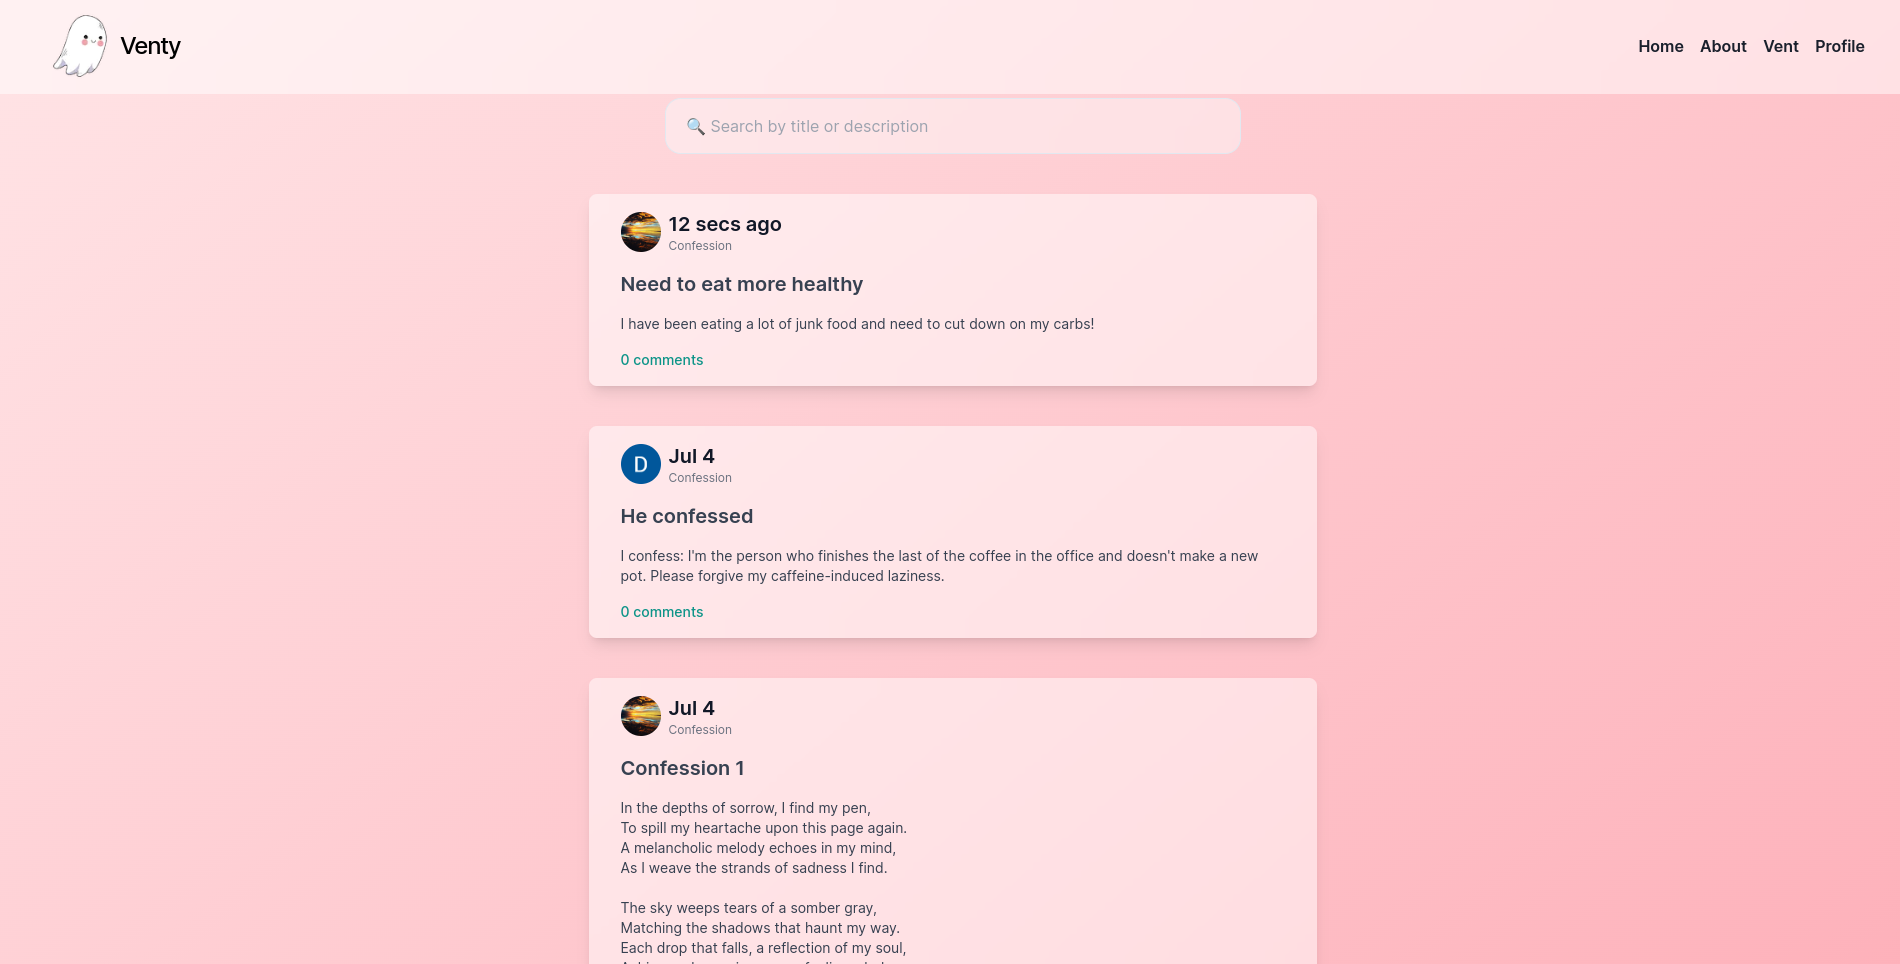 Venty
Home About Vent Profile
🔍 Search by title or description
12 secs ago
Confession
Need to eat more healthy
I have been eating a lot of junk food and need to cut down on my carbs!
0 comments
D
Jul 4
Confession
He confessed
I confess: I'm the person who finishes the last of the coffee in the office and doesn't make a new
pot. Please forgive my caffeine-induced laziness.
0 comments
Jul 4
Confession
Confession 1
In the depths of sorrow, I find my pen,
To spill my heartache upon this page again.
A melancholic melody echoes in my mind,
As I weave the strands of sadness I find.
The sky weeps tears of a somber gray,
Matching the shadows that haunt my way.
Each drop that falls, a reflection of my soul,